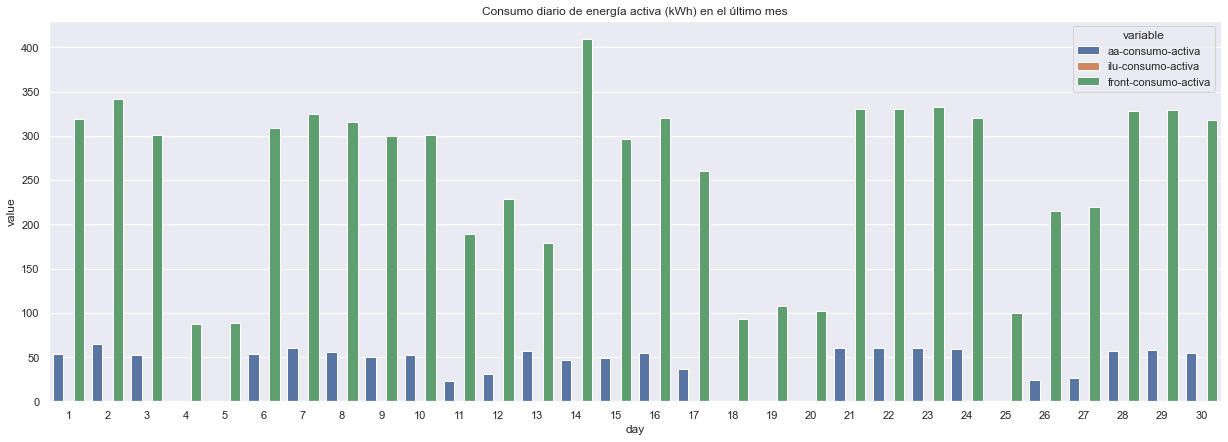 Consumo diario de energía activa (kWh) en el último mes
variable
aa-consumo-activa
ilu-consumo-activa
front-consumo-activa
value
400
350
300
250
200
150
100
50
0
1 2 3 4 5 6 7 8 9 10 11 12 13 14 15 16 17 18 19 20 21 22 23 24 25 26 27 28 29 30
day